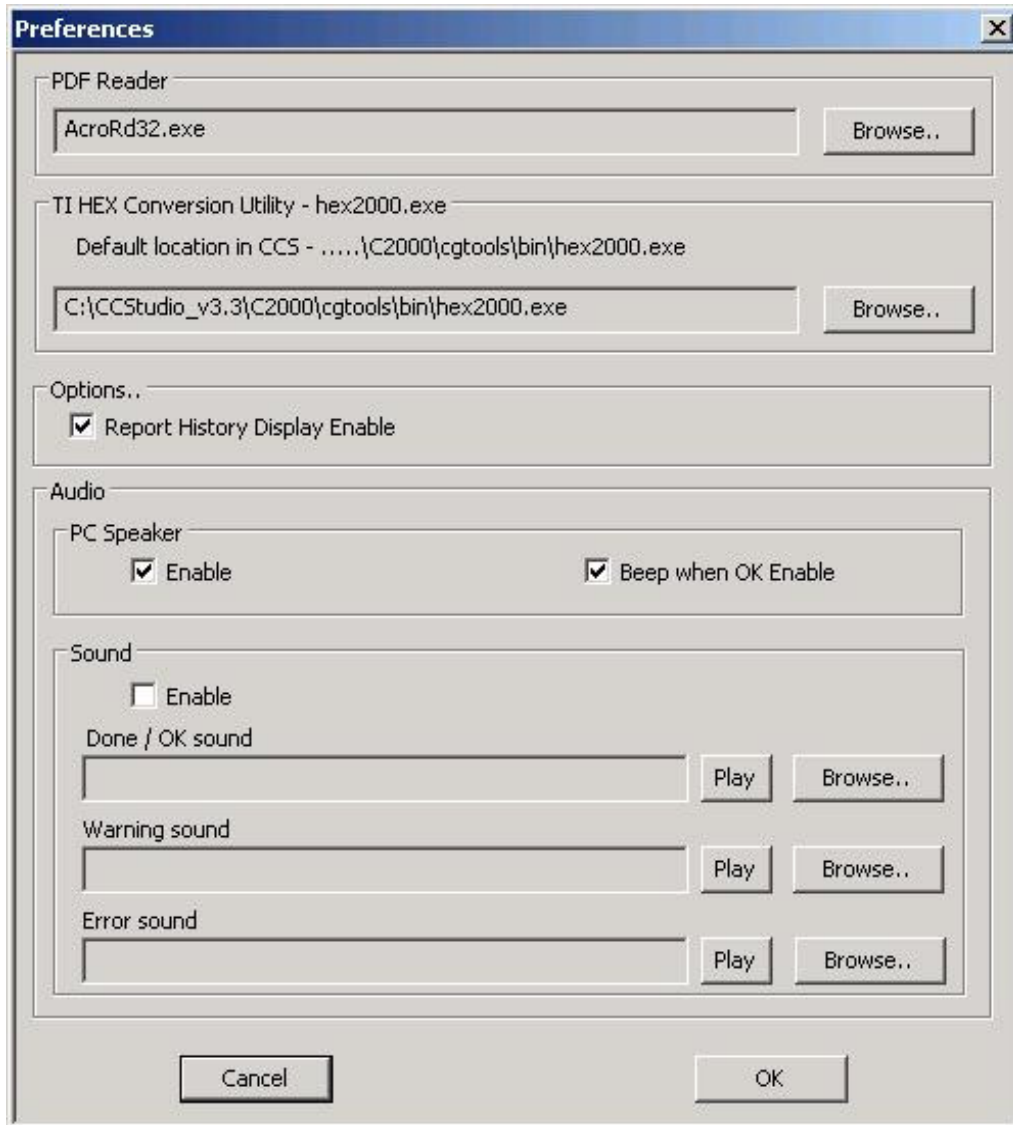 Preferences
PDF Reader
AcroRd32.exe
Browse..
TI HEX Conversion Utility - hex2000.exe
Default location in CCS - .....\C2000\cgtools\bin\hex2000.exe
C:\CCStudio_v3.3\C2000\cgtools\bin\hex2000.exe
Browse..
Options..
Report History Display Enable
Audio
PC Speaker
Enable
Beep when OK Enable
Sound
Enable
Done / OK sound
Play
Browse..
Warning sound
Play
Browse..
Error sound
Play
Browse..
Cancel
OK